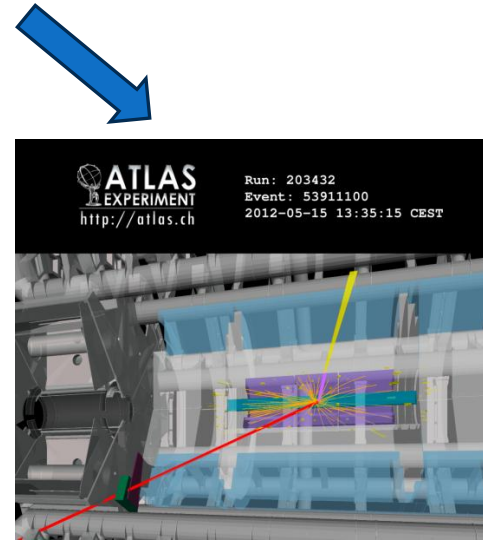 ATLAS
EXPERIMENT
http://atlas.ch
Run: 203432
Event: 53911100
2012-05-15 13:35:15 CEST